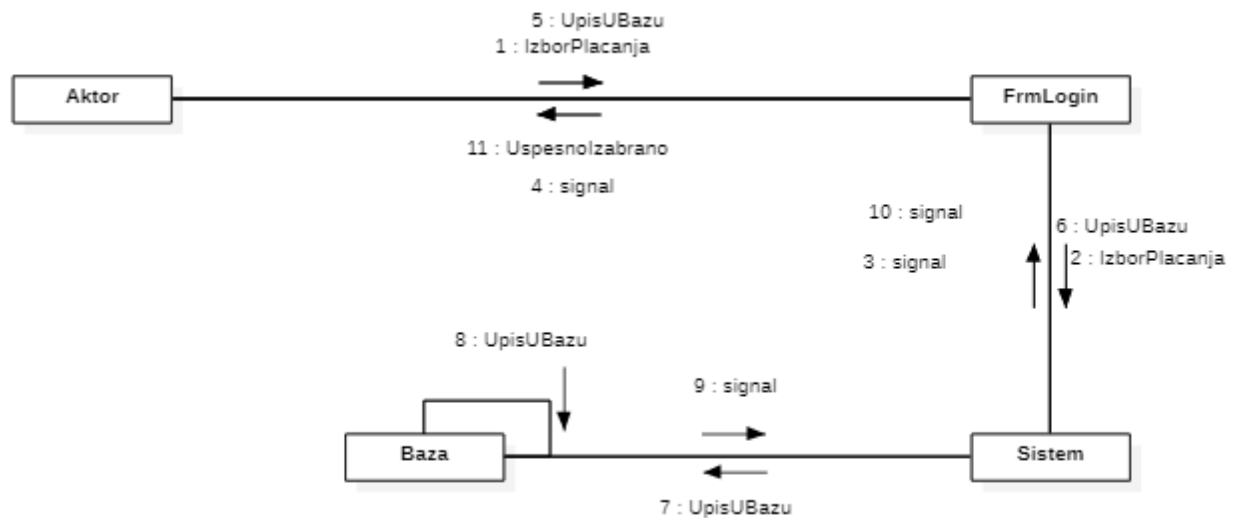 5 : UpisUBazu
1 : IzborPlacanja
Aktor
FrmLogin
11 : UspesnoIzabrano
4 : signal
10 : signal
6 : UpisUBazu
3 : signal
2 : IzborPlacanja
8 : UpisUBazu
9 : signal
Baza
Sistem
7 : UpisUBazu